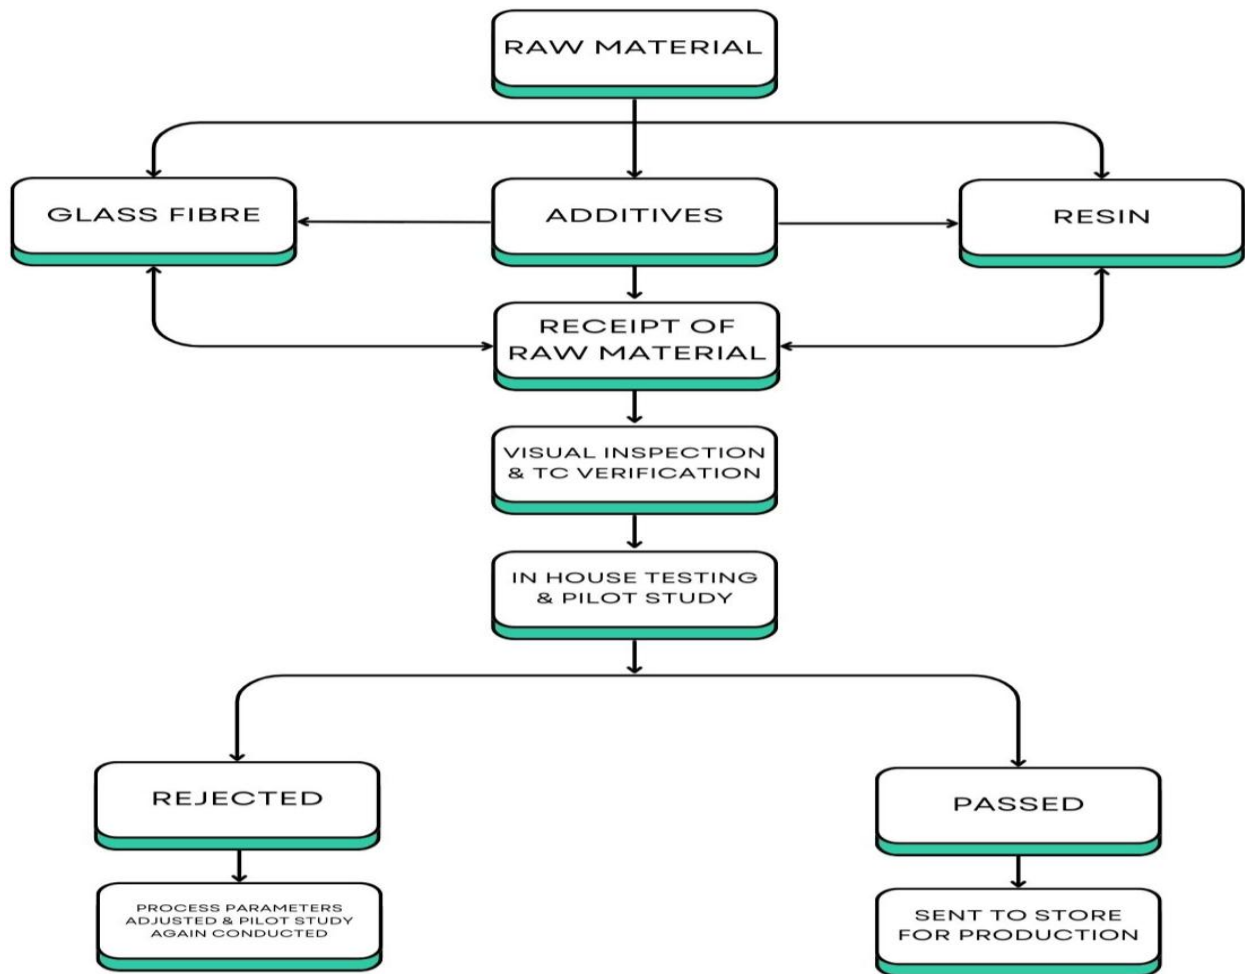 RAW MATERIAL
GLASS FIBRE
ADDITIVES
RESIN
RECEIPT OF
RAW MATERIAL
VISUAL INSPECTION
& TC VERIFICATION
IN HOUSE TESTING
& PILOT STUDY
REJECTED
PASSED
PROCESS PARAMETERS
ADJUSTED & PILOT STUDY
AGAIN CONDUCTED
SENT TO STORE
FOR PRODUCTION